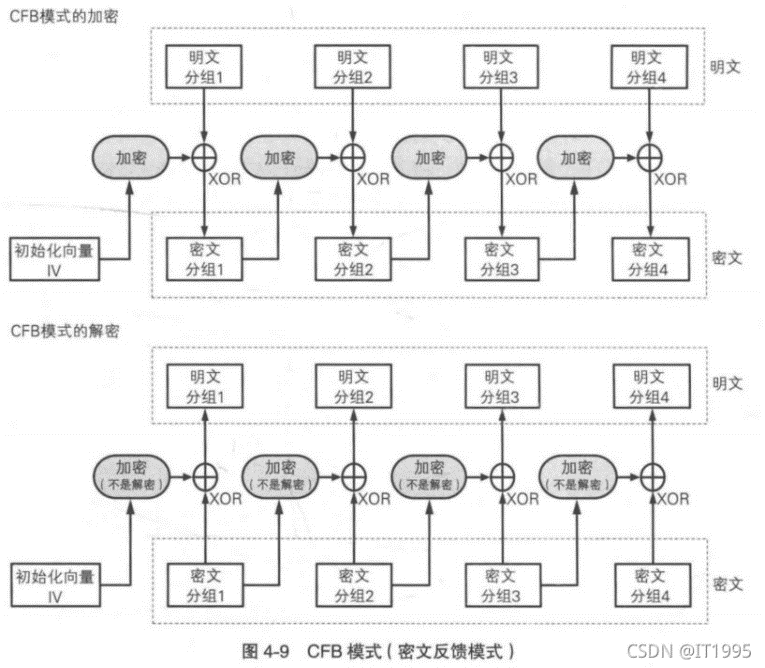 CFB模式的加密
明文
分组1
明文
分组2
明文
分组3
明文
分组4
明文
加密
加密
加密
加密
XOR
XOR
XOR
XOR
初始化向量
IV
密文
分组1
密文
分组2
密文
分组3
密文
分组4
密文
CFB模式的解密
明文
分组1
明文
分组2
明文
分组3
明文
分组4
明文
加密
(不是解密)
加密
(不是解密)
加密
(不是解密)
加密
(不是解密)
XOR
XOR
XOR
XOR
初始化向量
IV
密文
分组1
密文
分组2
密文
分组3
密文
分组4
密文
图 4-9 CFB 模式(密文反馈模式)
CSDN @IT1995